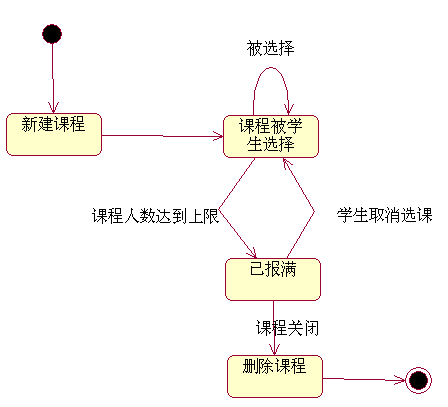 被选择
新建课程
课程被学
生选择
课程人数达到上限
学生取消选课
已报满
课程关闭
删除课程